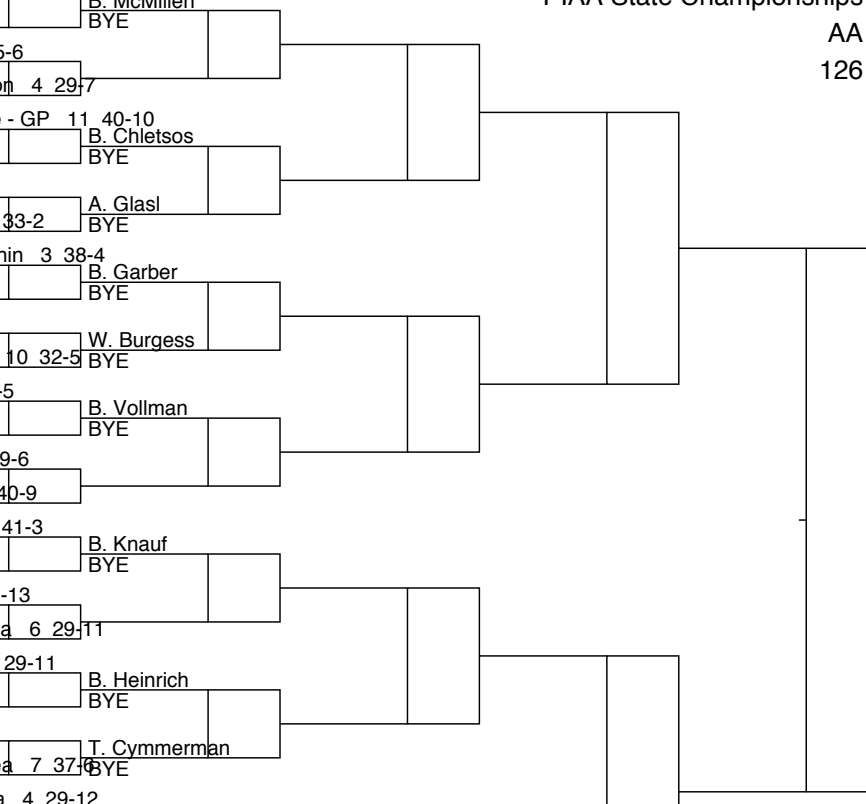 B. McMillen
BYE
PIAA State Championships
AA
126
5-6
on 4 29-7
e - GP 11 40-10
B. Chletsos
BYE
A. Glasl
33-2
BYE
nin 3 38-4
B. Garber
BYE
W. Burgess
10 32-5
BYE
-5
B. Vollman
BYE
9-6
40-9
41-3
B. Knauf
BYE
-13
a 6 29-11
29-11
B. Heinrich
BYE
T. Cymmerman
ea 7 37-6
BYE
a 4 29-12